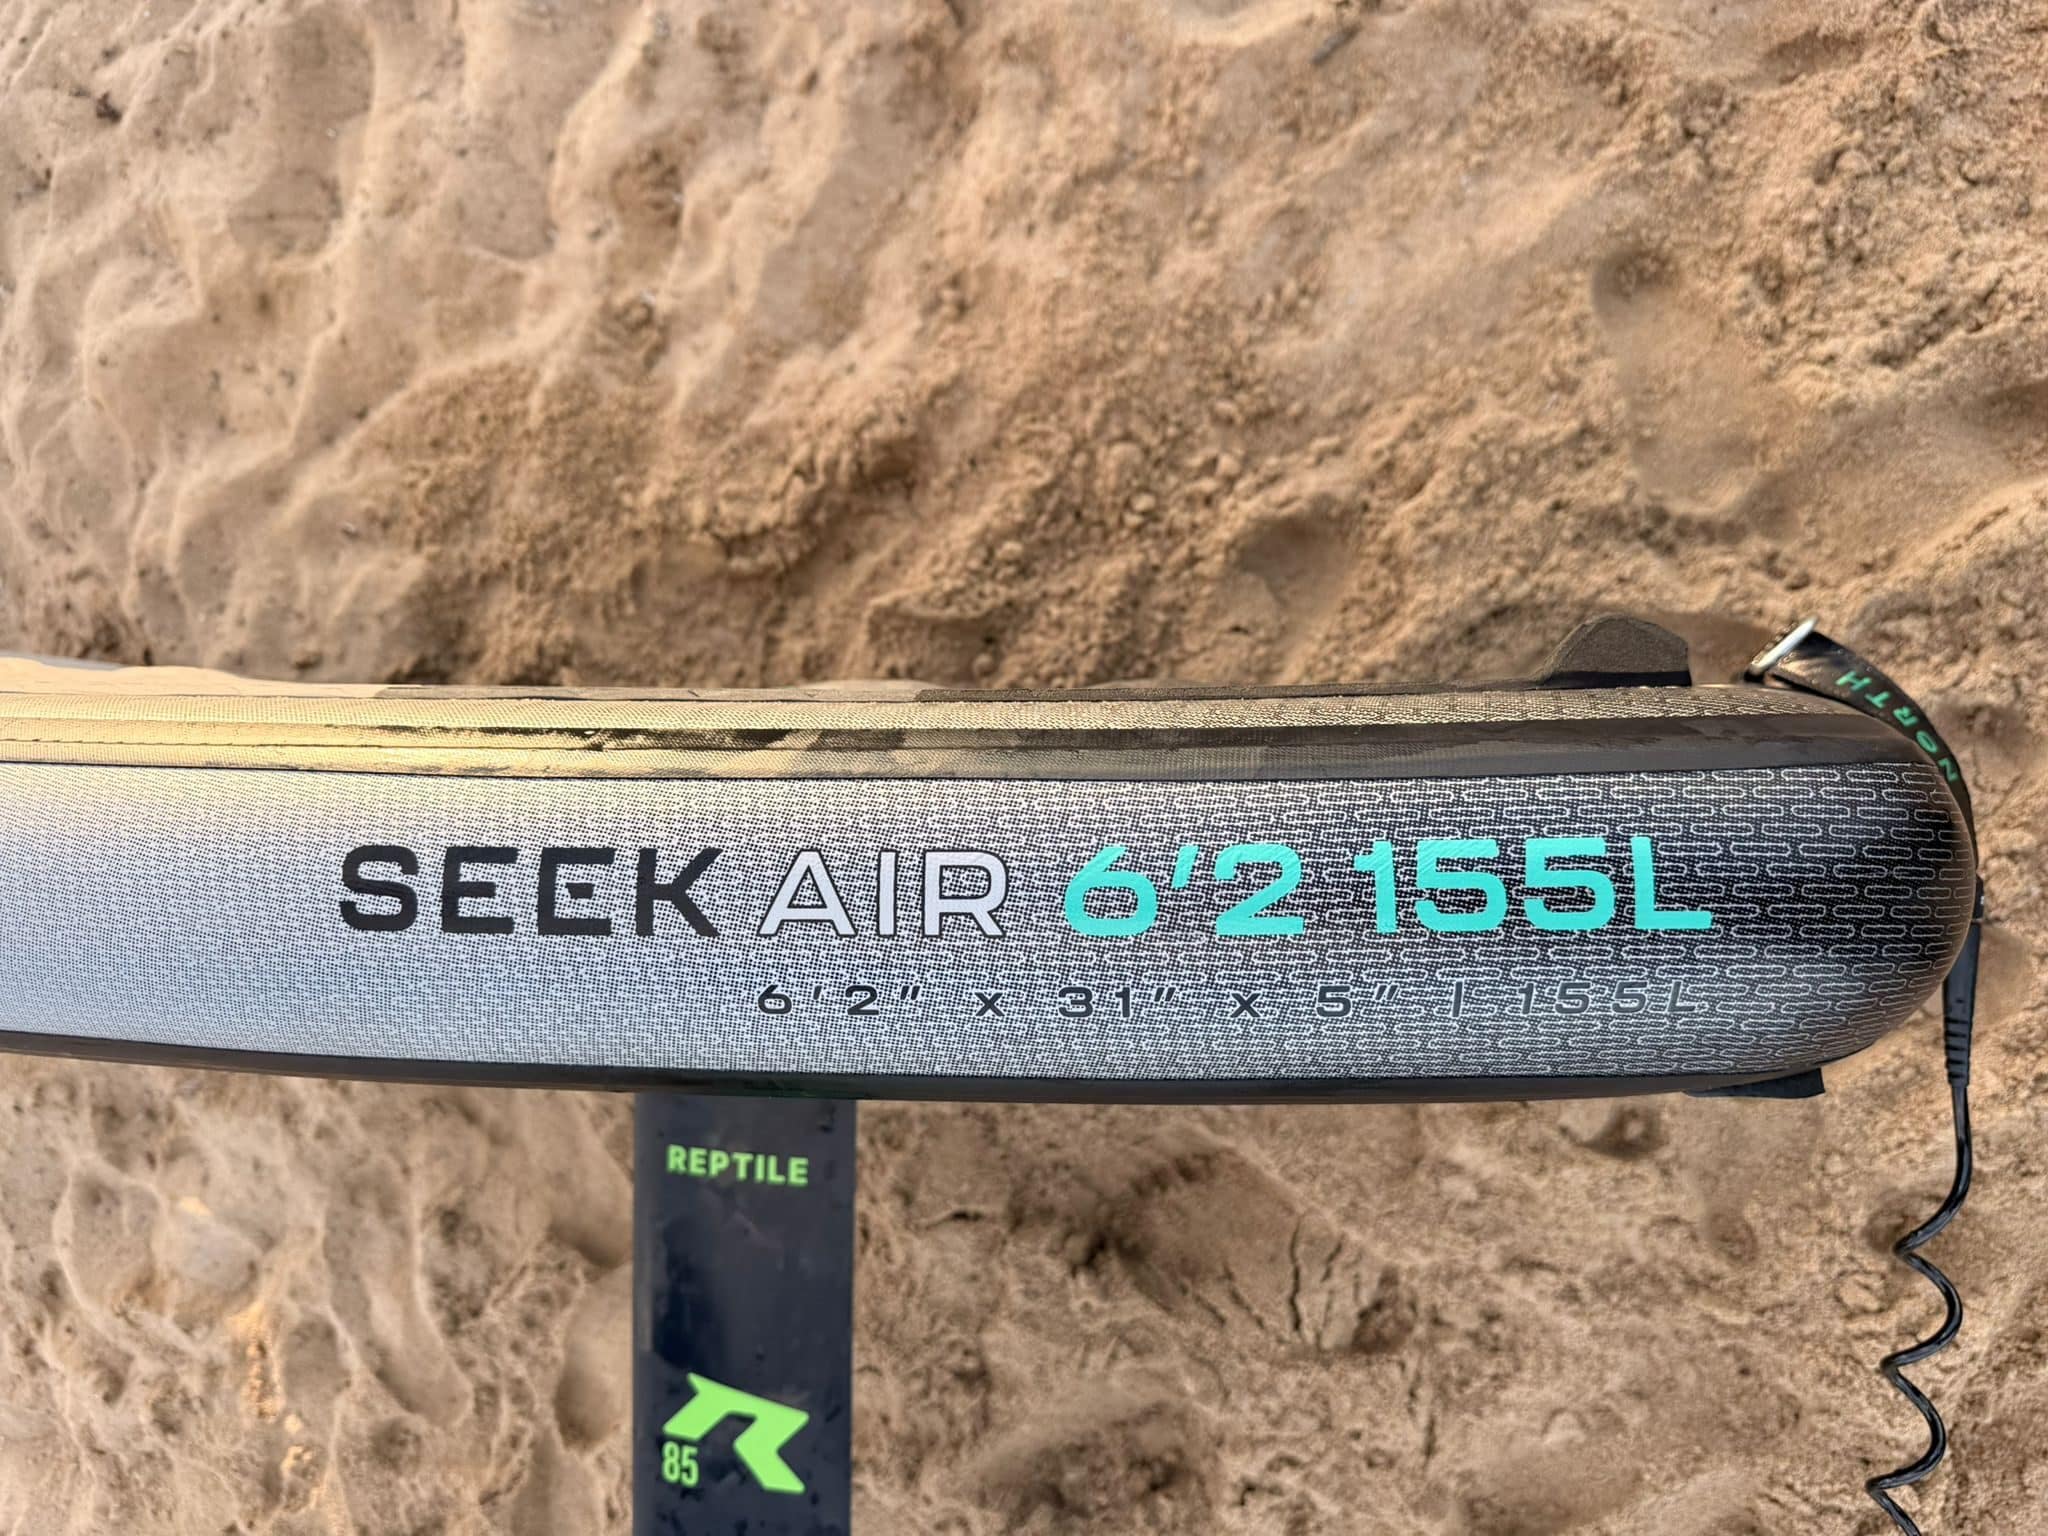 NORTH
SEEK AIR 6'2 155L
6'2" x 31" x 5" | 155L
REPTILE
R
85